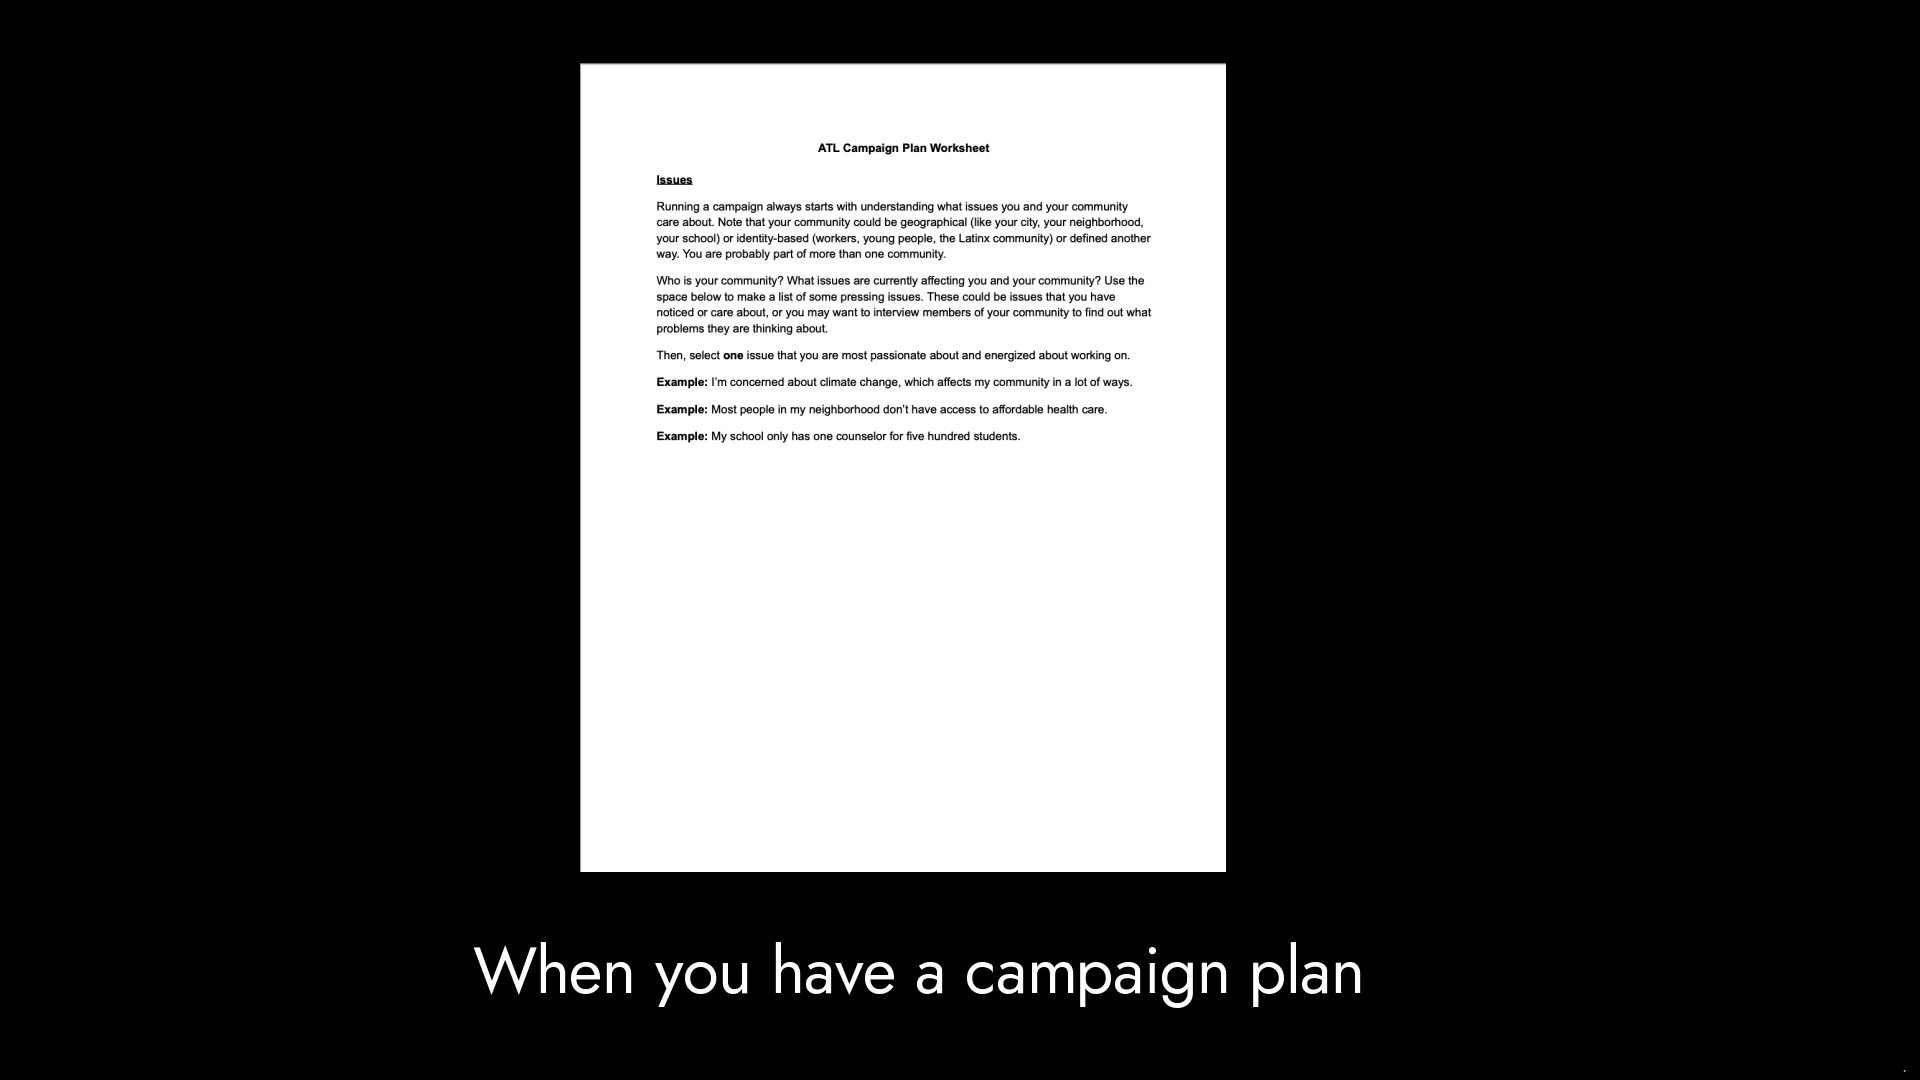 ATL Campaign Plan Worksheet
Issues
Running a campaign always starts with understanding what issues you and your community
care about. Note that your community could be geographical (like your city, your neighborhood,
your school) or identity-based (workers, young people, the Latinx community) or defined another
way. You are probably part of more than one community.
Who is your community? What issues are currently affecting you and your community? Use the
space below to make a list of some pressing issues. These could be issues that you have
noticed or care about, or you may want to interview members of your community to find out what
problems they are thinking about.
Then, select one issue that you are most passionate about and energized about working on.
Example: I’m concerned about climate change, which affects my community in a lot of ways.
Example: Most people in my neighborhood don’t have access to affordable health care.
Example: My school only has one counselor for five hundred students.
When you have a campaign plan